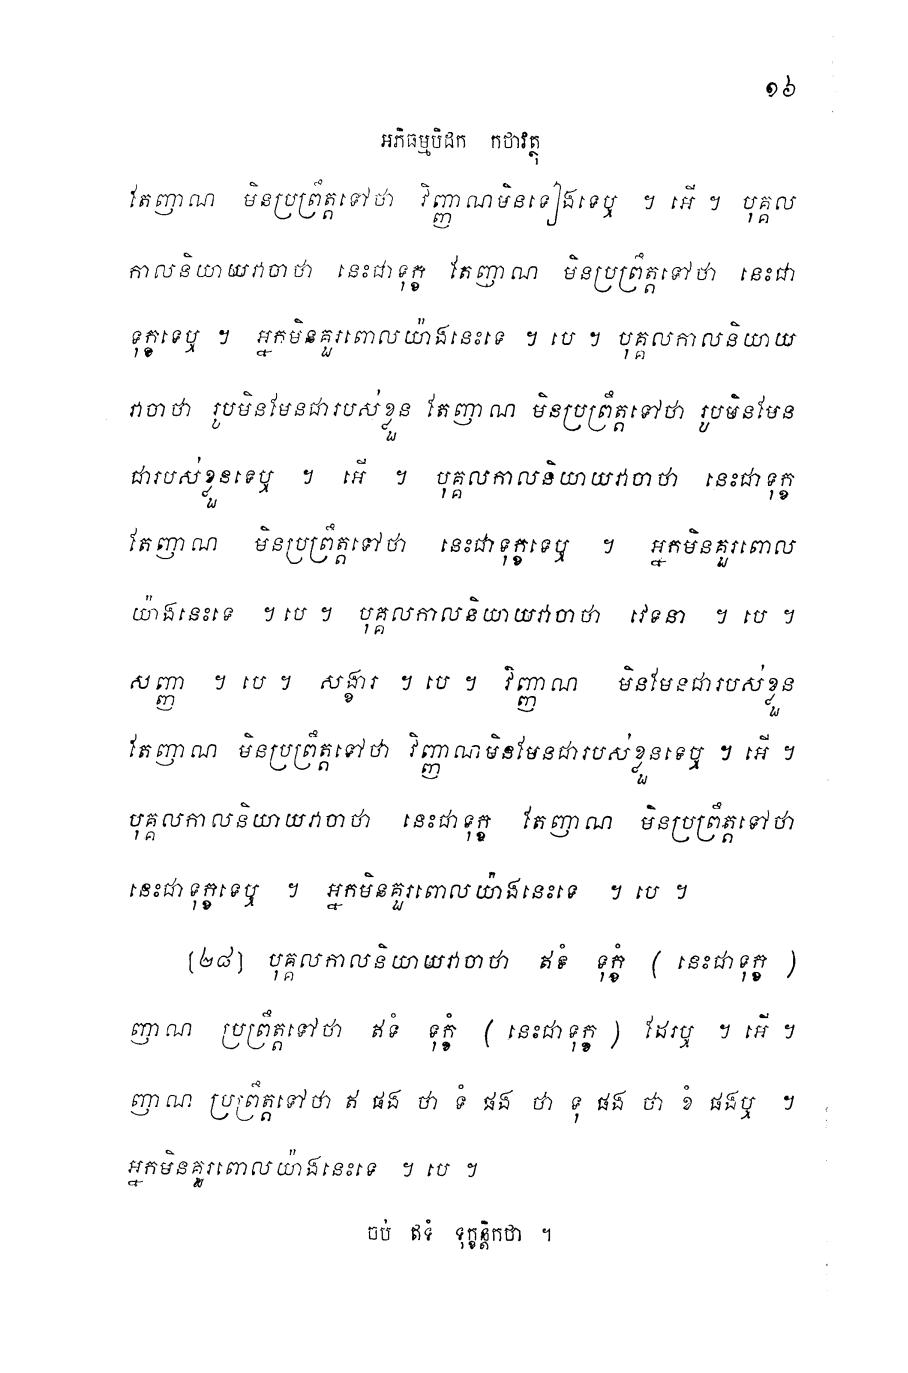 ១៦
អភិធម្មបិដក កថាវត្ថុ
តែញាណ មិនប្រព្រឹត្តទៅថា វិញ្ញាណមិនទៀងទេឬ ។ អើ ។ បុគ្គល
កាលនិយាយវាចាថា នេះជាទុក្ខ តែញាណ មិនប្រព្រឹត្តទៅថា នេះជា
ទុក្ខទេឬ ។ អ្នកមិនគួរពោលយ៉ាងនេះទេ ។ បេ ។ បុគ្គលកាលនិយាយ
វាចាថា រូបមិនមែនជារបស់ខ្លួន តែញាណ មិនប្រព្រឹត្តទៅថា រូបមិនមែន
ជារបស់ខ្លួនទេឬ ។ អើ ។ បុគ្គលកាលនិយាយវាចាថា នេះជាទុក្ខ
តែញាណ មិនប្រព្រឹត្តទៅថា នេះជាទុក្ខទេឬ ។ អ្នកមិនគួរពោល
យ៉ាងនេះទេ ។ បេ ។ បុគ្គលកាលនិយាយវាចាថា វេទនា ។ បេ ។
សញ្ញា ។ បេ ។ សង្ខារ ។ បេ ។ វិញ្ញាណ មិនមែនជារបស់ខ្លួន
តែញាណ មិនប្រព្រឹត្តទៅថា វិញ្ញាណមិនមែនជារបស់ខ្លួនទេឬ ។ អើ ។
បុគ្គលកាលនិយាយវាចាថា នេះជាទុក្ខ តែញាណ មិនប្រព្រឹត្តទៅថា
នេះជាទុក្ខទេឬ ។ អ្នកមិនគួរពោលយ៉ាងនេះទេ ។ បេ ។
[២៨] បុគ្គលកាលនិយាយវាចាថា ឥទំ ទុក្ខំ ( នេះជាទុក្ខ )
ញាណ ប្រព្រឹត្តទៅថា ឥទំ ទុក្ខំ ( នេះជាទុក្ខ ) ដែរឬ ។ អើ ។
ញាណ ប្រព្រឹត្តទៅថា ឥ ផង ថា ទំ ផង ថា ទុ ផង ថា ខំ ផងឬ ។
អ្នកមិនគួរពោលយ៉ាងនេះទេ ។ បេ ។
ចប់ ឥទំ ទុក្ខន្តិកថា ។